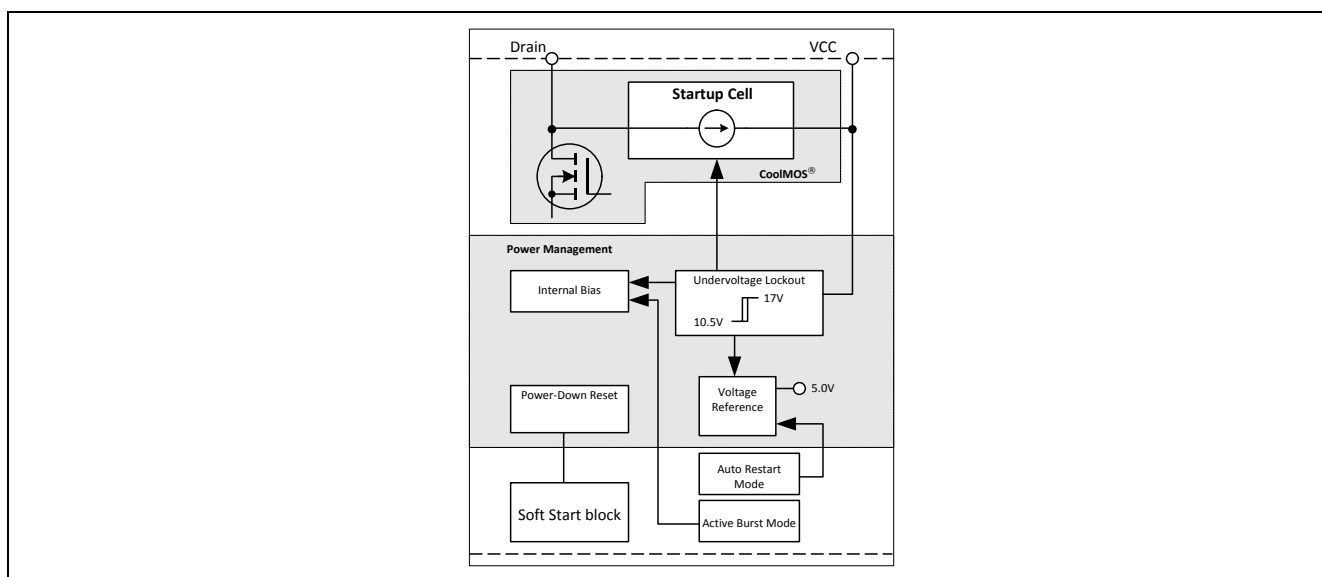 Drain
VCC
Startup Cell
CoolMOS®
Power Management
Internal Bias
Undervoltage Lockout
17V
10.5V
Power-Down Reset
Voltage
Reference
5.0V
Auto Restart
Mode
Soft Start block
Active Burst Mode